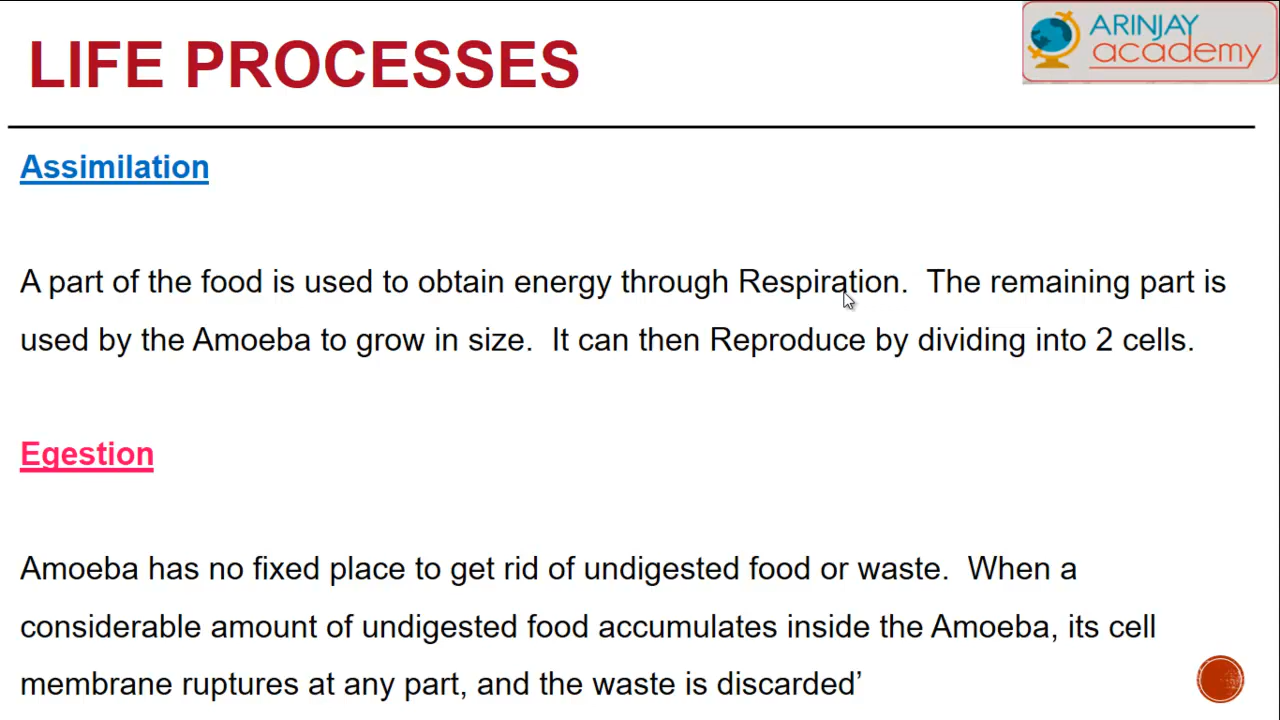 LIFE PROCESSES
ARINJAY
academy
Assimilation
A part of the food is used to obtain energy through Respiration.  The remaining part is
used by the Amoeba to grow in size.  It can then Reproduce by dividing into 2 cells.
Egestion
Amoeba has no fixed place to get rid of undigested food or waste.  When a
considerable amount of undigested food accumulates inside the Amoeba, its cell
membrane ruptures at any part, and the waste is discarded’